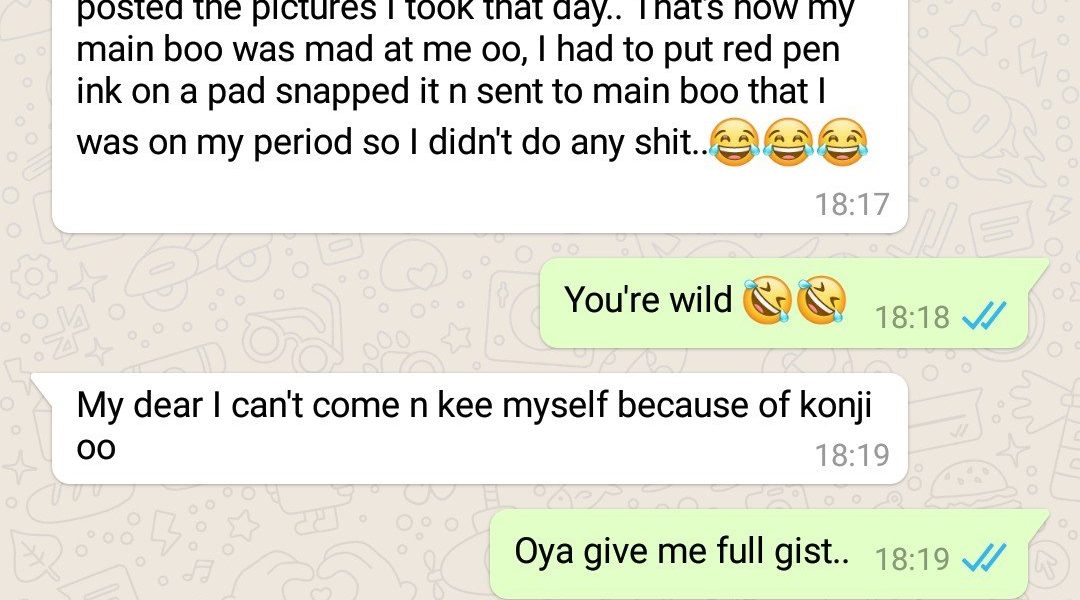 posted the pictures I took that day.. That's how my
main boo was mad at me oo, I had to put red pen
ink on a pad snapped it n sent to main boo that I
was on my period so I didn't do any shit..😂😂😂
18:17
You're wild 🤣🤣 18:18
My dear I can't come n kee myself because of konji
oo 18:19
Oya give me full gist.. 18:19